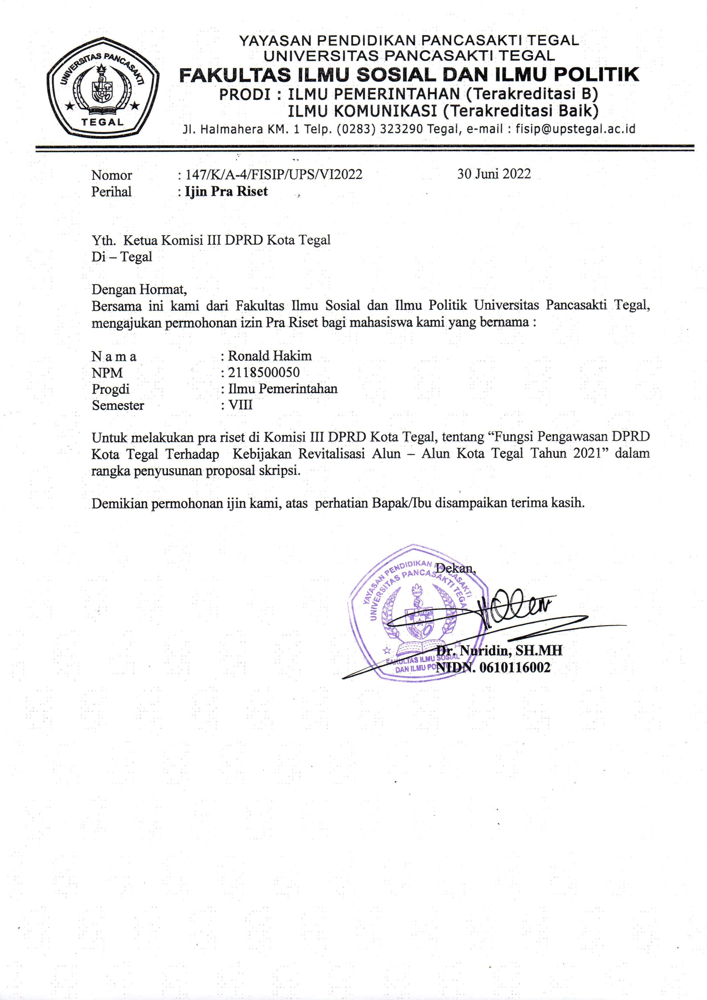 YAYASAN PENDIDIKAN PANCASAKTI TEGAL
UNIVERSITAS PANCASAKTI TEGAL
FAKULTAS ILMU SOSIAL DAN ILMU POLITIK
PRODI : ILMU PEMERINTAHAN (Terakreditasi B)
ILMU KOMUNIKASI (Terakreditasi Baik)
Jl. Halmahera KM. 1 Telp. (0283) 323290 Tegal, e-mail : fisip@upstegal.ac.id
UNIVERSITAS PANCASAKTI
TEGAL
Nomor : 147/K/A-4/FISIP/UPS/VI2022 30 Juni 2022
Perihal : Ijin Pra Riset
Yth. Ketua Komisi III DPRD Kota Tegal
Di – Tegal
Dengan Hormat,
Bersama ini kami dari Fakultas Ilmu Sosial dan Ilmu Politik Universitas Pancasakti Tegal,
mengajukan permohonan izin Pra Riset bagi mahasiswa kami yang bernama :
N a m a : Ronald Hakim
NPM : 2118500050
Progdi : Ilmu Pemerintahan
Semester : VIII
Untuk melakukan pra riset di Komisi III DPRD Kota Tegal, tentang “Fungsi Pengawasan DPRD
Kota Tegal Terhadap Kebijakan Revitalisasi Alun – Alun Kota Tegal Tahun 2021” dalam
rangka penyusunan proposal skripsi.
Demikian permohonan ijin kami, atas perhatian Bapak/Ibu disampaikan terima kasih.
Dekan,
YAYASAN PENDIDIKAN PANCASAKTI
UNIVERSITAS PANCASAKTI TEGAL
FAKULTAS ILMU SOSIAL
DAN ILMU POLITIK
Dr. Nuridin, SH.MH
NIDN. 0610116002